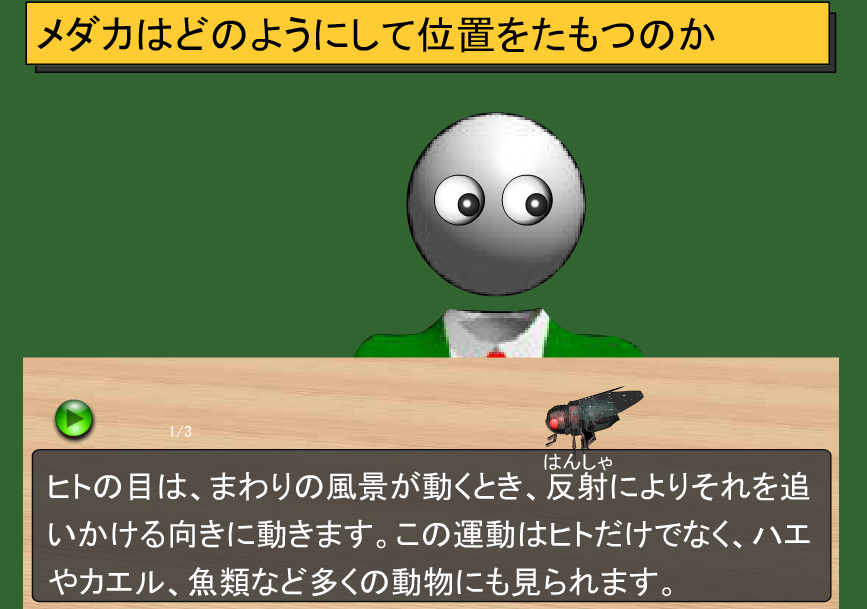 メダカはどのようにして位置をたもつのか
1/3
はんしゃ
ヒトの目は、まわりの風景が動くとき、反射によりそれを追
いかける向きに動きます。この運動はヒトだけでなく、ハエ
やカエル、魚類など多くの動物にも見られます。